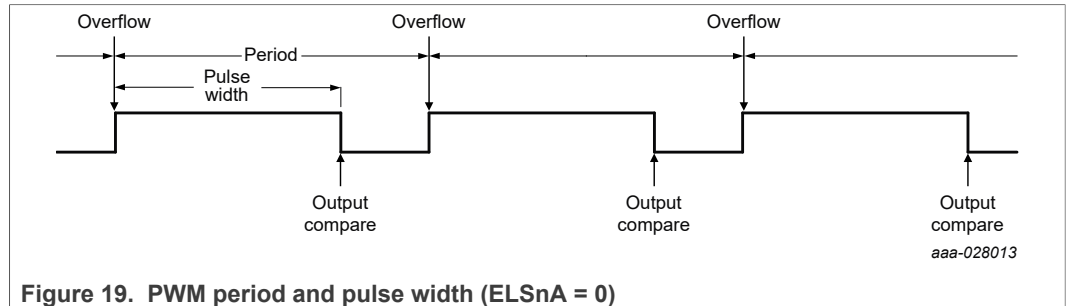 Overflow Overflow Overflow
Period
Pulse
width
Output Output Output
compare compare compare
aaa-028013
Figure 19. PWM period and pulse width (ELSnA = 0)